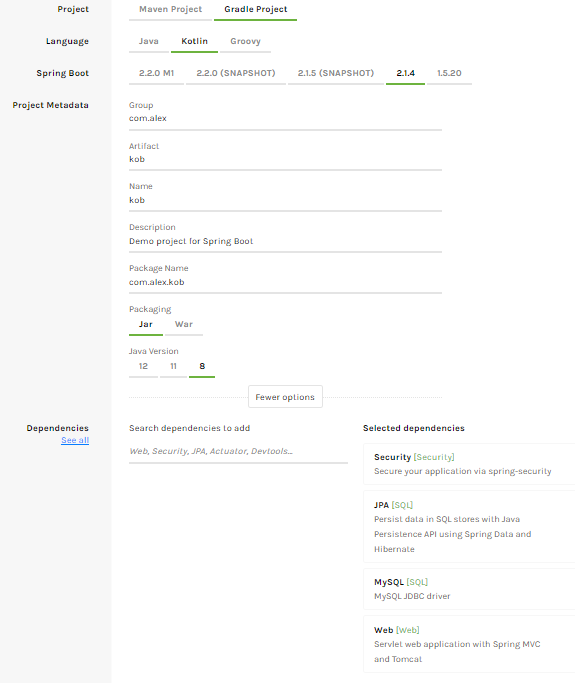 Project Maven Project Gradle Project
Language Java Kotlin Groovy
Spring Boot 2.2.0 M1 2.2.0 (SNAPSHOT) 2.1.5 (SNAPSHOT) 2.1.4 1.5.20
Project Metadata
Group
com.alex
Artifact
kob
Name
kob
Description
Demo project for Spring Boot
Package Name
com.alex.kob
Packaging
Jar War
Java Version
12 11 8
Fewer options
Dependencies
See all
Search dependencies to add
Web, Security, JPA, Actuator, Devtools...
Selected dependencies
Security [Security]
Secure your application via spring-security
JPA [SQL]
Persist data in SQL stores with Java
Persistence API using Spring Data and
Hibernate
MySQL [SQL]
MySQL JDBC driver
Web [Web]
Servlet web application with Spring MVC
and Tomcat